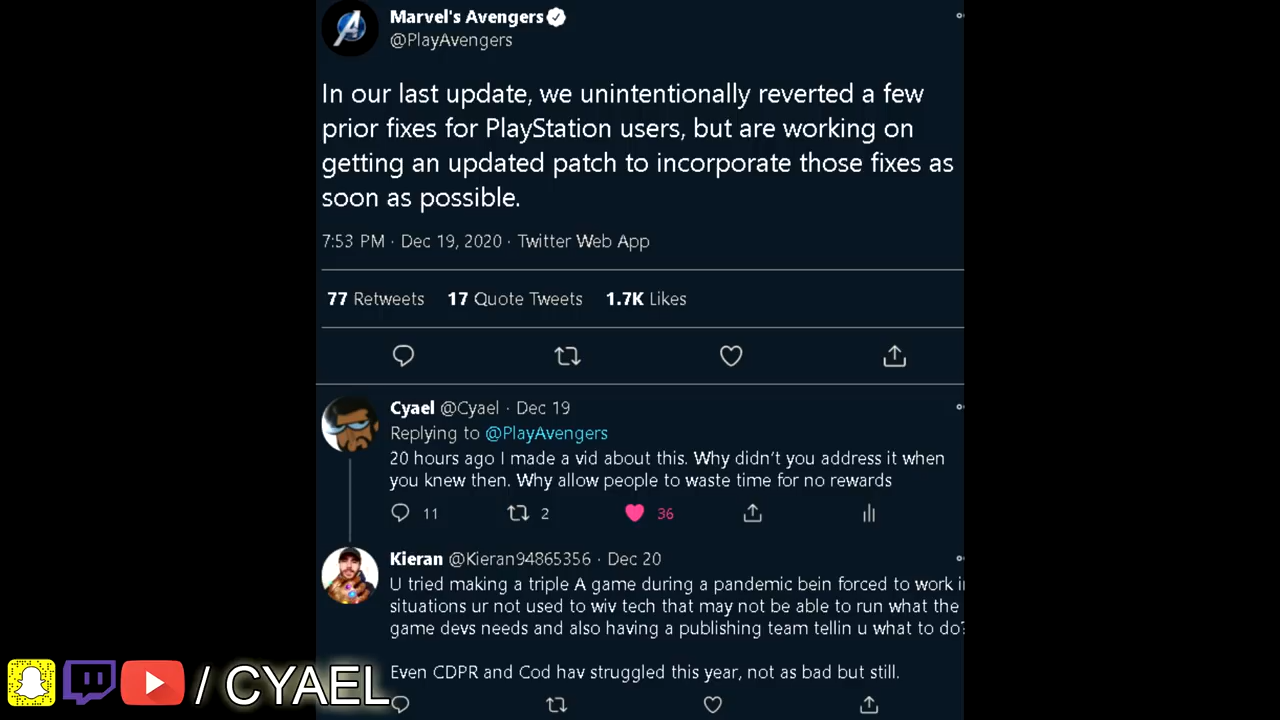 Marvel's Avengers
@PlayAvengers
In our last update, we unintentionally reverted a few
prior fixes for PlayStation users, but are working on
getting an updated patch to incorporate those fixes as
soon as possible.
7:53 PM · Dec 19, 2020 · Twitter Web App
77 Retweets 17 Quote Tweets 1.7K Likes
Cyael @Cyael · Dec 19
Replying to @PlayAvengers
20 hours ago I made a vid about this. Why didn't you address it when
you knew then. Why allow people to waste time for no rewards
11 2 36
Kieran @Kieran94865356 · Dec 20
U tried making a triple A game during a pandemic bein forced to work in
situations ur not used to wiv tech that may not be able to run what the
game devs needs and also having a publishing team tellin u what to do?
Even CDPR and Cod hav struggled this year, not as bad but still.
/ CYAEL